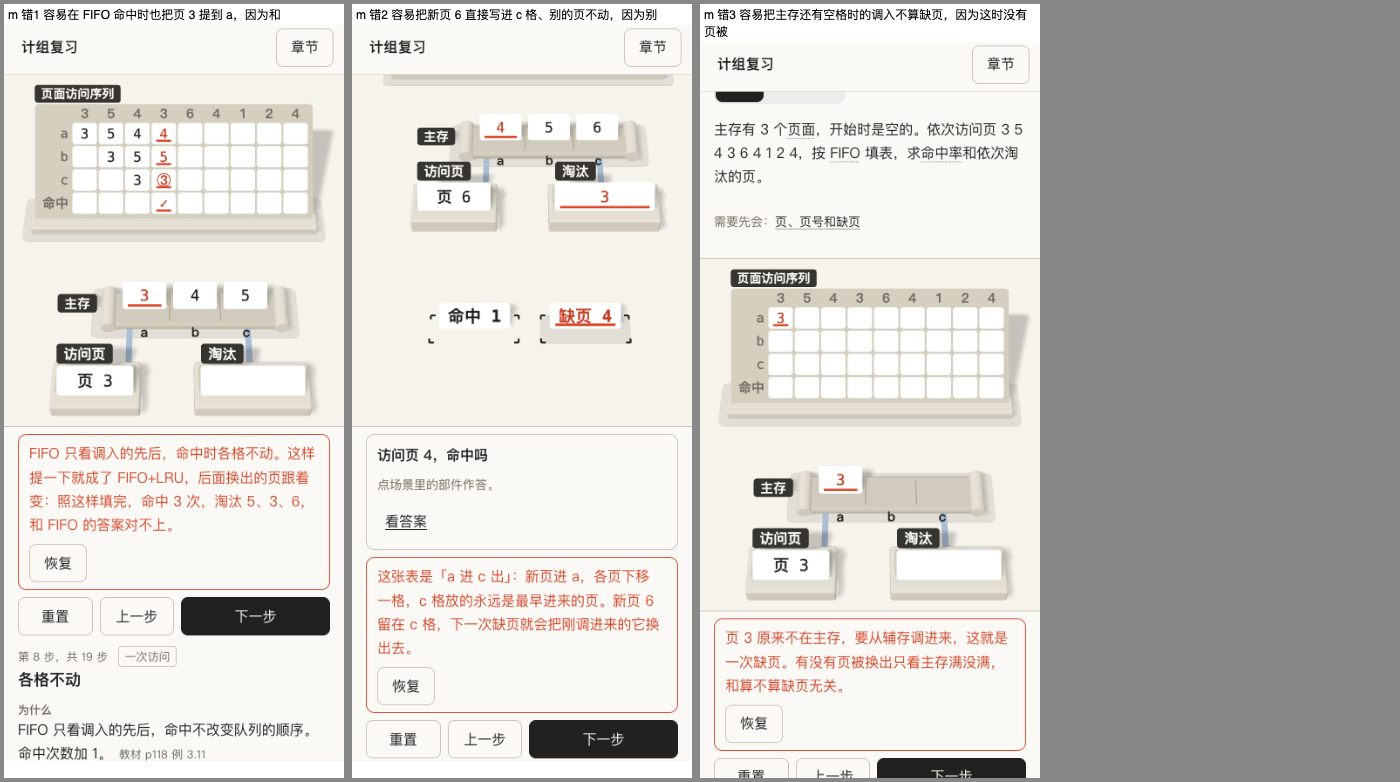 m 错1 容易在 FIFO 命中时也把页 3 提到 a，因为和
计组复习
章节
页面访问序列
3 5 4 3 6 4 1 2 4
a 3 5 4 4
b 3 5 5
c 3 ③
命中 ✓
主存
3 4 5
a b c
访问页
淘汰
页 3
FIFO 只看调入的先后，命中时各格不动。这样
提一下就成了 FIFO+LRU，后面换出的页跟着
变：照这样填完，命中 3 次，淘汰 5、3、6，
和 FIFO 的答案对不上。
恢复
重置
上一步
下一步
第 8 步，共 19 步 一次访问
各格不动
为什么
FIFO 只看调入的先后，命中不改变队列的顺序。
命中次数加 1。 教材 p118 例 3.11
m 错2 容易把新页 6 直接写进 c 格、别的页不动，因为别
计组复习
章节
主存
4 5 6
a b c
访问页
淘汰
页 6
3
命中 1
缺页 4
访问页 4，命中吗
点场景里的部件作答。
看答案
这张表是「a 进 c 出」：新页进 a，各页下移
一格，c 格放的永远是最早进来的页。新页 6
留在 c 格，下一次缺页就会把刚调进来的它换
出去。
恢复
重置
上一步
下一步
m 错3 容易把主存还有空格时的调入不算缺页，因为这时没有
页被
计组复习
章节
主存有 3 个页面，开始时是空的。依次访问页 3 5
4 3 6 4 1 2 4，按 FIFO 填表，求命中率和依次淘
汰的页。
需要先会：页、页号和缺页
页面访问序列
3 5 4 3 6 4 1 2 4
a 3
b
c
命中
主存
3
a b c
访问页
淘汰
页 3
页 3 原来不在主存，要从辅存调进来，这就是
一次缺页。有没有页被换出只看主存满没满，
和算不算缺页无关。
恢复
重置
上一步
下一步